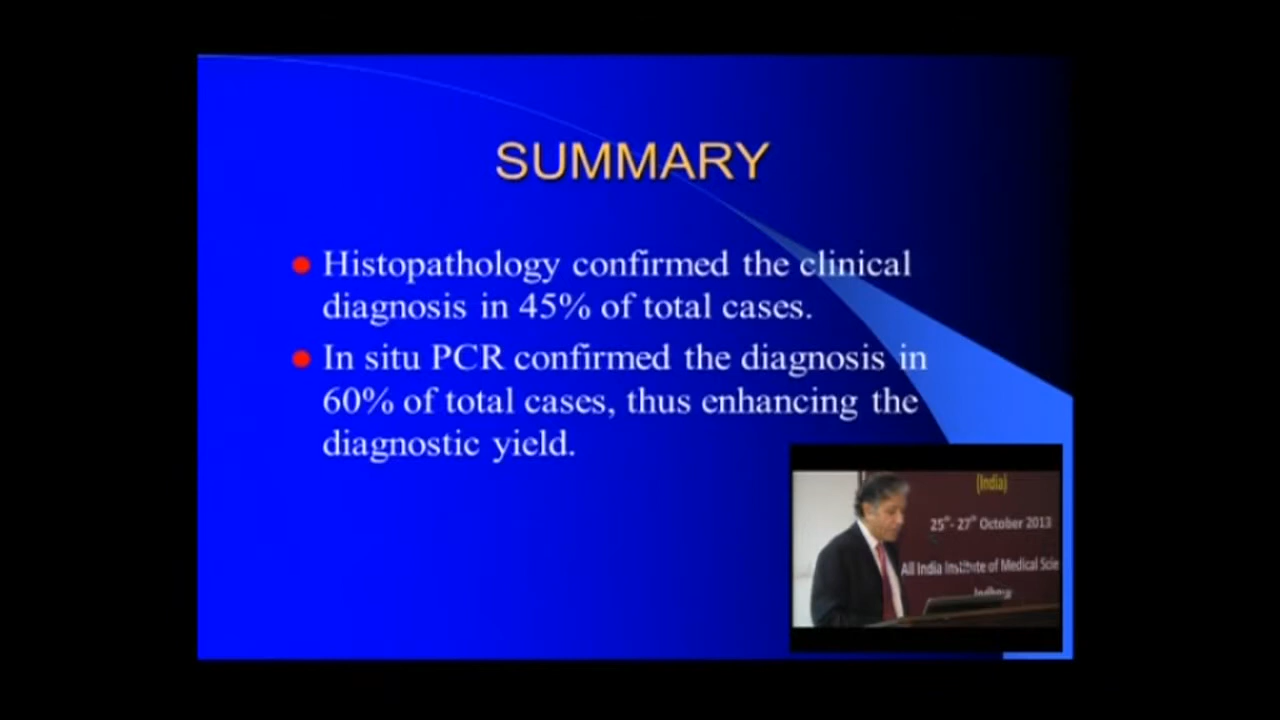 SUMMARY
Histopathology confirmed the clinical
diagnosis in 45% of total cases.
In situ PCR confirmed the diagnosis in
60% of total cases, thus enhancing the
diagnostic yield.
(India)
25th- 27th October 2013
All India Institute of Medical Scie